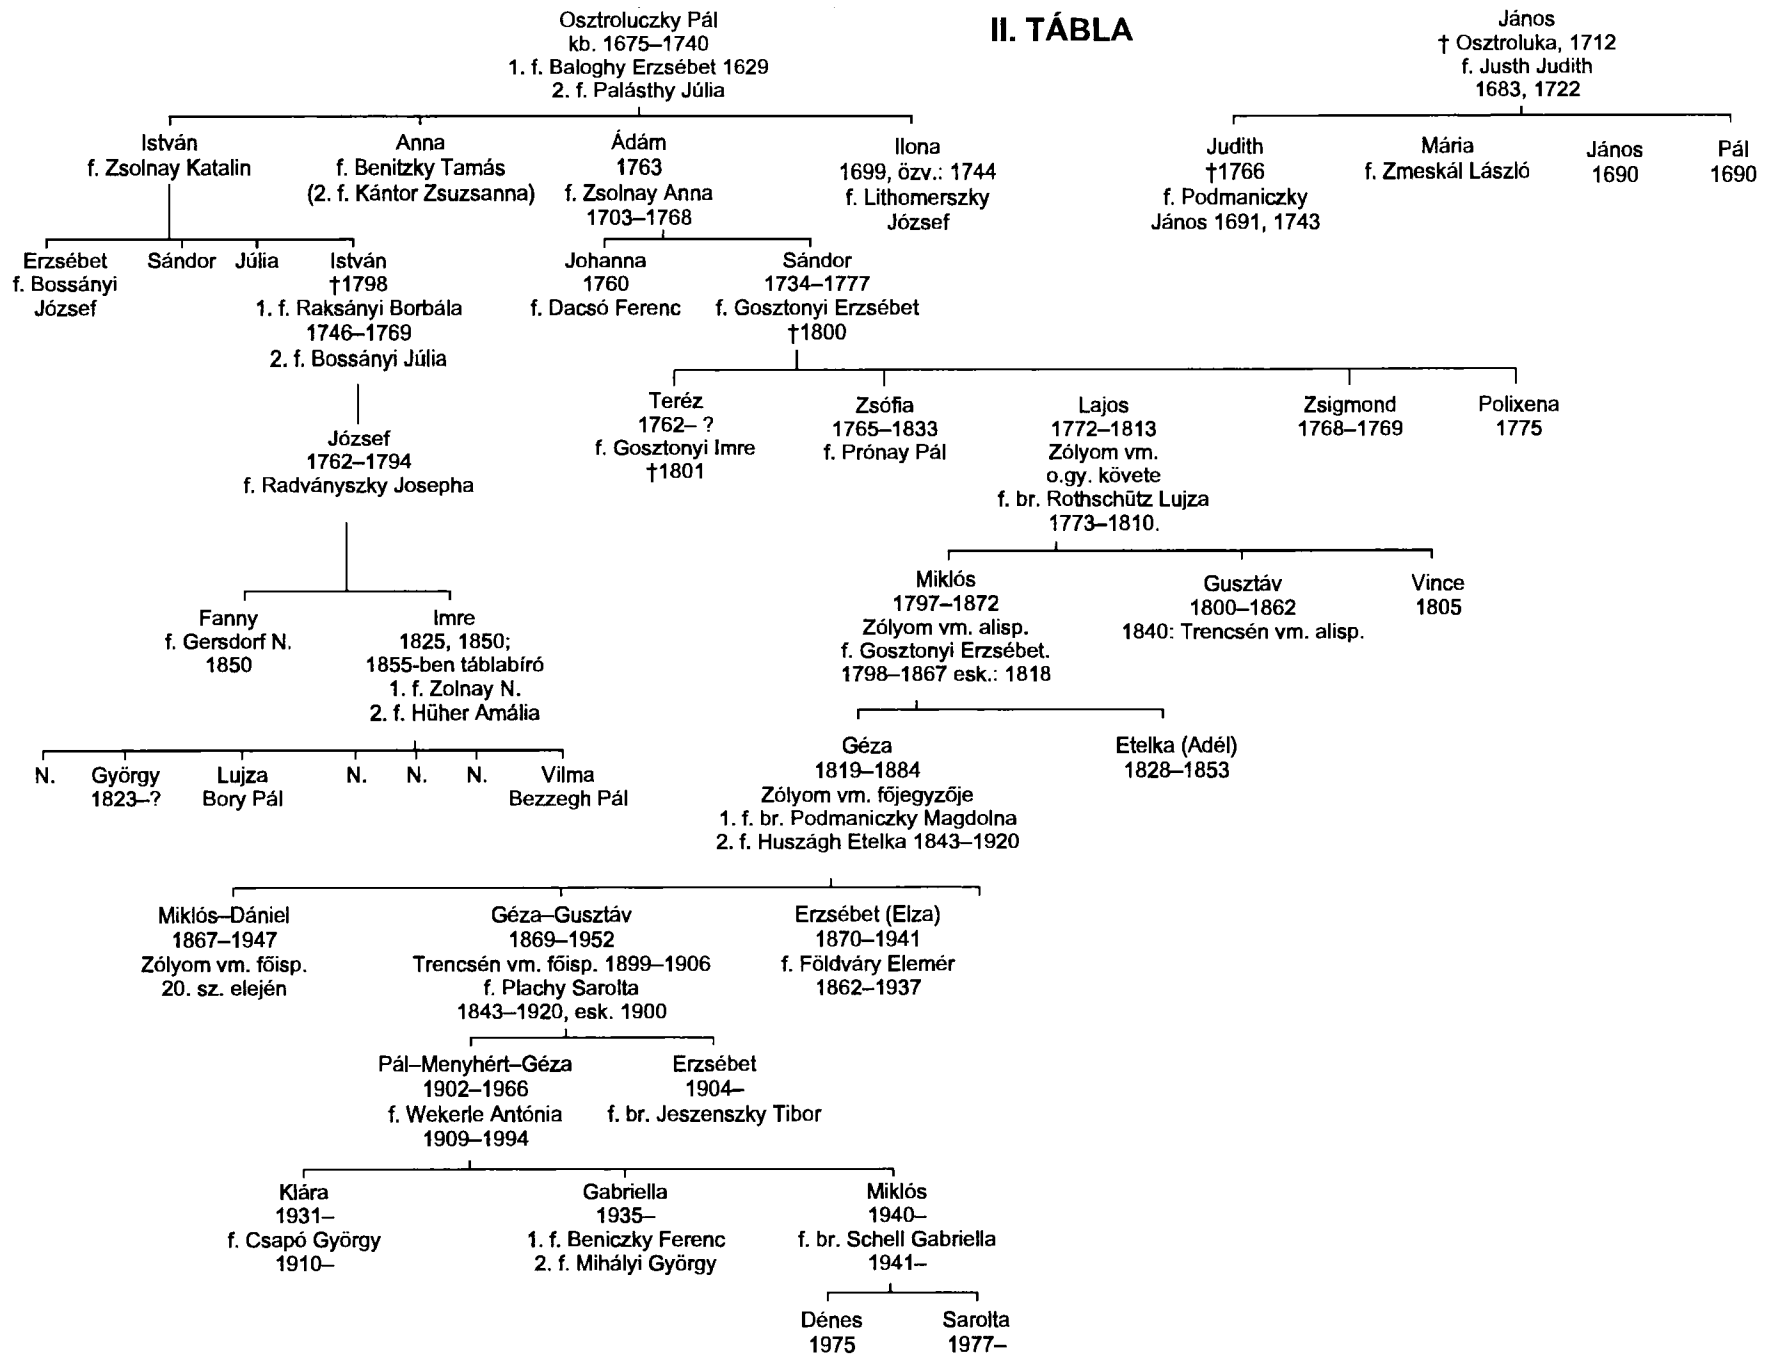 II. TÁBLA
Osztroluczky Pál
kb. 1675–1740
1. f. Baloghy Erzsébet 1629
2. f. Palásthy Júlia
János
† Osztroluka, 1712
f. Justh Judith
1683, 1722
István
f. Zsolnay Katalin
Anna
f. Benitzky Tamás
(2. f. Kántor Zsuzsanna)
Ádám
1763
f. Zsolnay Anna
1703–1768
Ilona
1699, özv.: 1744
f. Lithomerszky
József
Judith
†1766
f. Podmaniczky
János 1691, 1743
Mária
f. Zmeskál László
János
1690
Pál
1690
Erzsébet
f. Bossányi
József
Sándor
Júlia
István
†1798
1. f. Raksányi Borbála
1746–1769
2. f. Bossányi Júlia
Johanna
1760
f. Dacsó Ferenc
Sándor
1734–1777
f. Gosztonyi Erzsébet
†1800
József
1762–1794
f. Radványszky Josepha
Teréz
1762– ?
f. Gosztonyi Imre
†1801
Zsófia
1765–1833
f. Prónay Pál
Lajos
1772–1813
Zólyom vm.
o.gy. követe
f. br. Rothschütz Lujza
1773–1810.
Zsigmond
1768–1769
Polixena
1775
Fanny
f. Gersdorf N.
1850
Imre
1825, 1850;
1855-ben táblabíró
1. f. Zolnay N.
2. f. Hüher Amália
Miklós
1797–1872
Zólyom vm. alisp.
f. Gosztonyi Erzsébet.
1798–1867 esk.: 1818
Gusztáv
1800–1862
1840: Trencsén vm. alisp.
Vince
1805
N.
György
1823–?
Lujza
Bory Pál
N.
N.
N.
Vilma
Bezzegh Pál
Géza
1819–1884
Zólyom vm. főjegyzője
1. f. br. Podmaniczky Magdolna
2. f. Huszágh Etelka 1843–1920
Etelka (Adél)
1828–1853
Miklós–Dániel
1867–1947
Zólyom vm. főisp.
20. sz. elején
Géza–Gusztáv
1869–1952
Trencsén vm. főisp. 1899–1906
f. Plachy Sarolta
1843–1920, esk. 1900
Erzsébet (Elza)
1870–1941
f. Földváry Elemér
1862–1937
Pál–Menyhért–Géza
1902–1966
f. Wekerle Antónia
1909–1994
Erzsébet
1904–
f. br. Jeszenszky Tibor
Klára
1931–
f. Csapó György
1910–
Gabriella
1935–
1. f. Beniczky Ferenc
2. f. Mihályi György
Miklós
1940–
f. br. Schell Gabriella
1941–
Dénes
1975
Sarolta
1977–